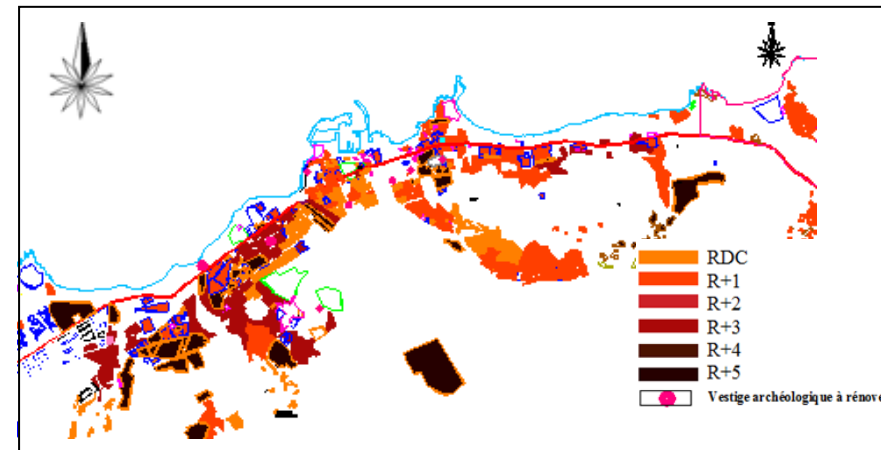 RDC
R+1
R+2
R+3
R+4
R+5
Vestige archéologique à rénove